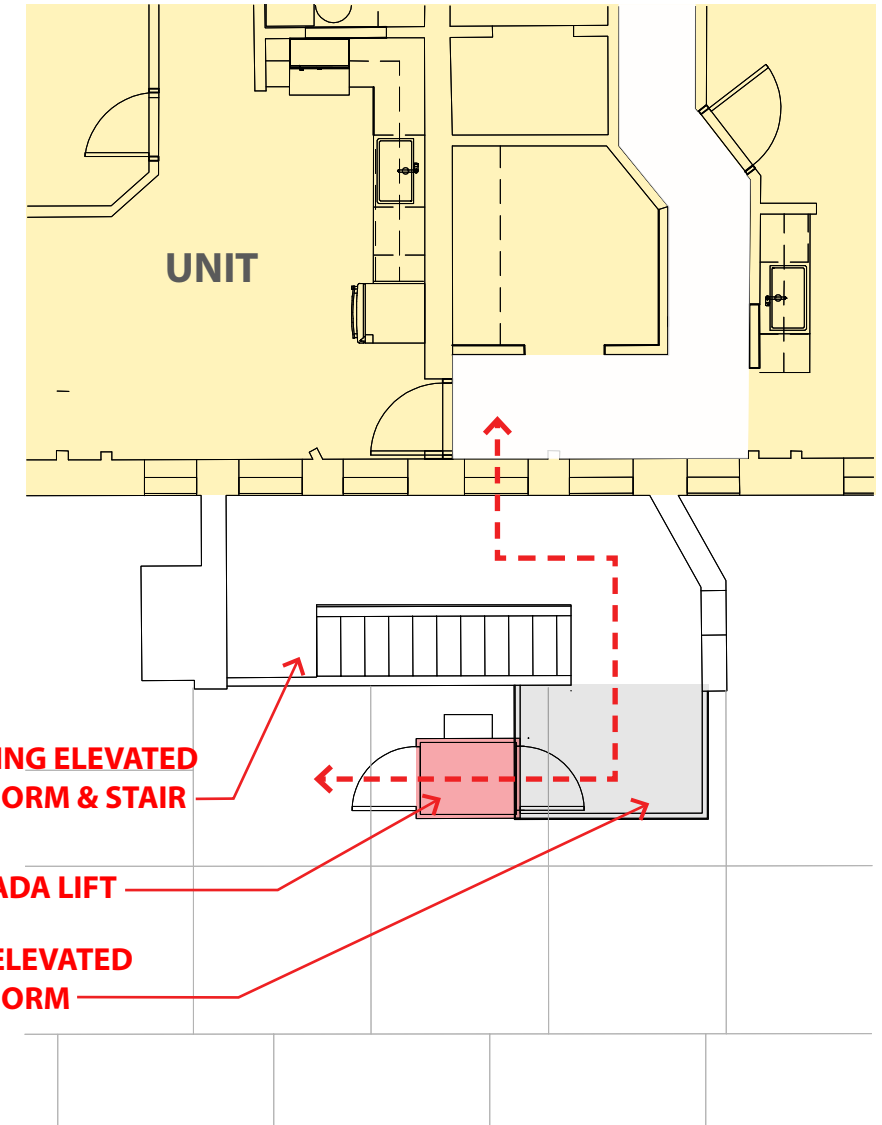 UNIT
ING ELEVATED
ORM & STAIR
ADA LIFT
ELEVATED
ORM